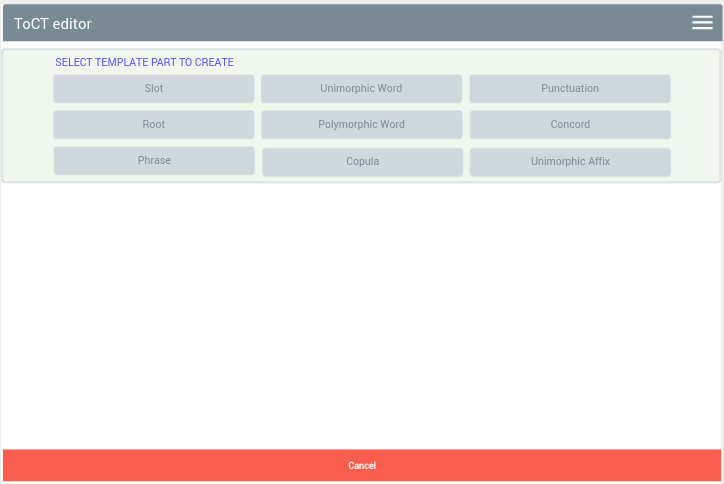 ToCT editor
SELECT TEMPLATE PART TO CREATE
Slot Unimorphic Word Punctuation
Root Polymorphic Word Concord
Phrase Copula Unimorphic Affix
Cancel